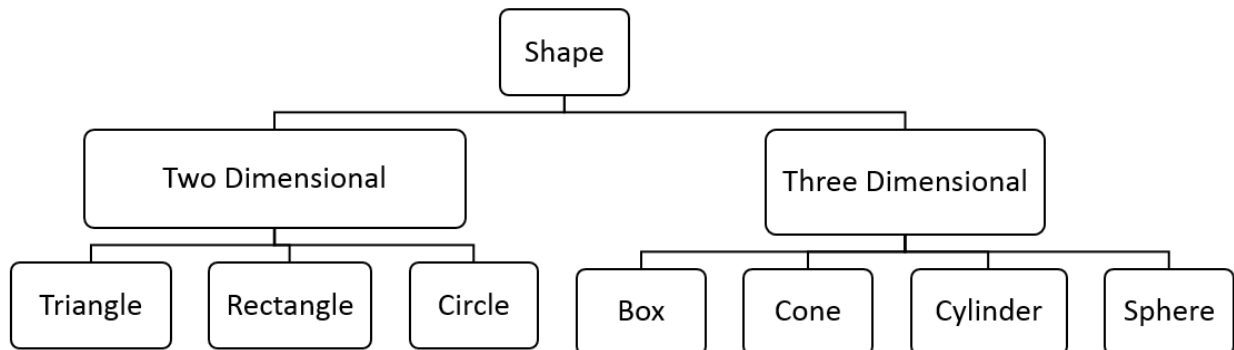 Shape
Two Dimensional
Three Dimensional
Triangle
Rectangle
Circle
Box
Cone
Cylinder
Sphere